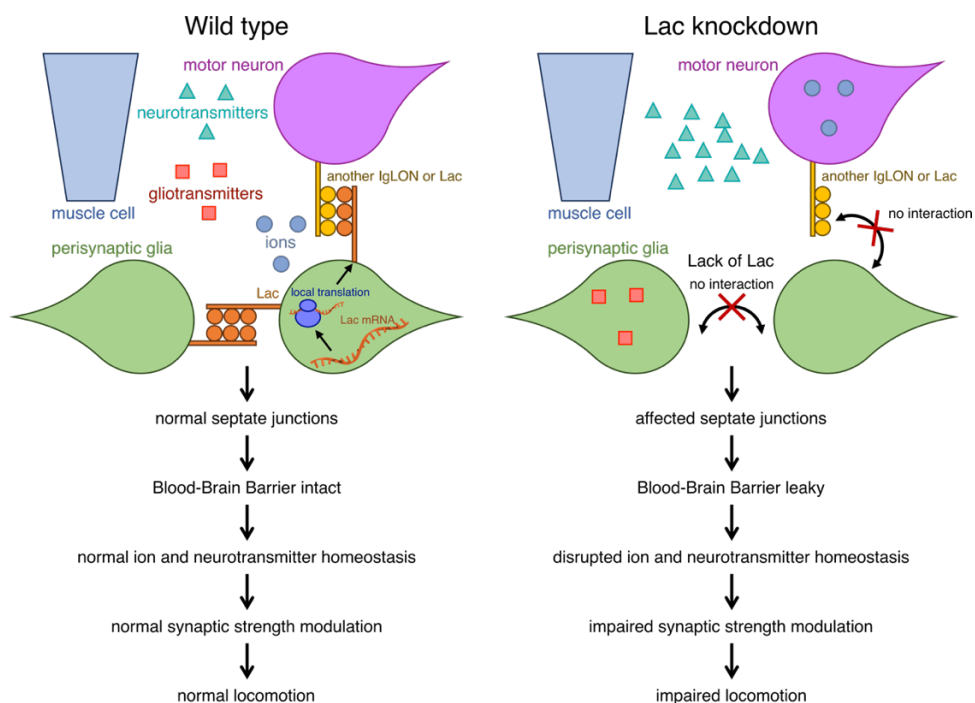 Wild type
motor neuron
neurotransmitters
another IgLON or Lac
gliotransmitters
muscle cell
ions
perisynaptic glia
Lac
local translation
Lac mRNA
normal septate junctions
Blood-Brain Barrier intact
normal ion and neurotransmitter homeostasis
normal synaptic strength modulation
normal locomotion
Lac knockdown
motor neuron
another IgLON or Lac
muscle cell
no interaction
perisynaptic glia
Lack of Lac
no interaction
affected septate junctions
Blood-Brain Barrier leaky
disrupted ion and neurotransmitter homeostasis
impaired synaptic strength modulation
impaired locomotion